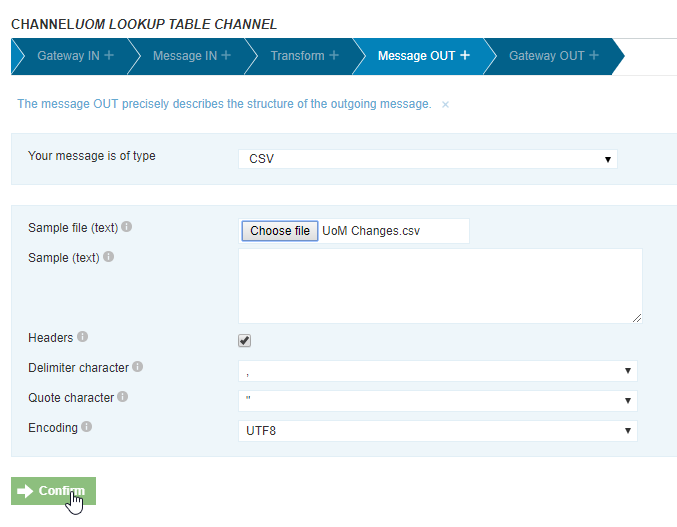 CHANNELUOM LOOKUP TABLE CHANNEL
Gateway IN + Message IN + Transform + Message OUT + Gateway OUT +
The message OUT precisely describes the structure of the outgoing message. ×
Your message is of type CSV
Sample file (text) Choose file UoM Changes.csv
Sample (text)
Headers
Delimiter character ,
Quote character "
Encoding UTF8
Confirm